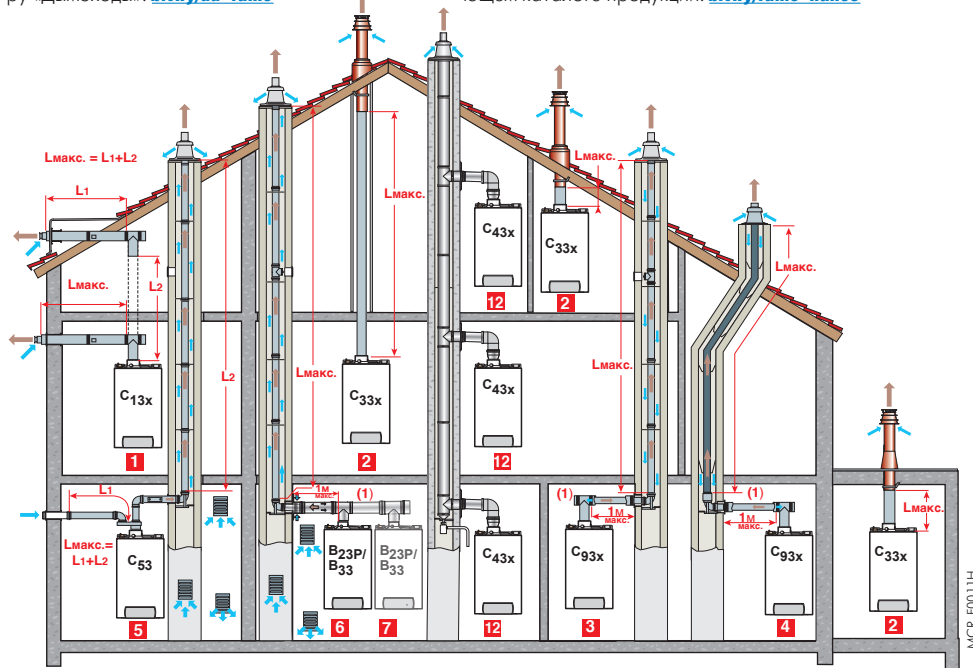 Lмакс. = L1+L2
L1
L2
Lмакс.
C13x
1
L2
Lмакс.
Lмакс.
C33x
2
C43x
12
C43x
12
C43x
12
Lмакс.
C33x
2
Lмакс.
Lмакс.
L1
Lмакс.=
L1+L2
C53
5
1м
макс.
(1)
B23P/
B33
6
B23P/
B33
7
(1)
1м
макс.
C93x
3
(1)
1м
макс.
C93x
4
Lмакс.
C33x
2
MCR_F0011H